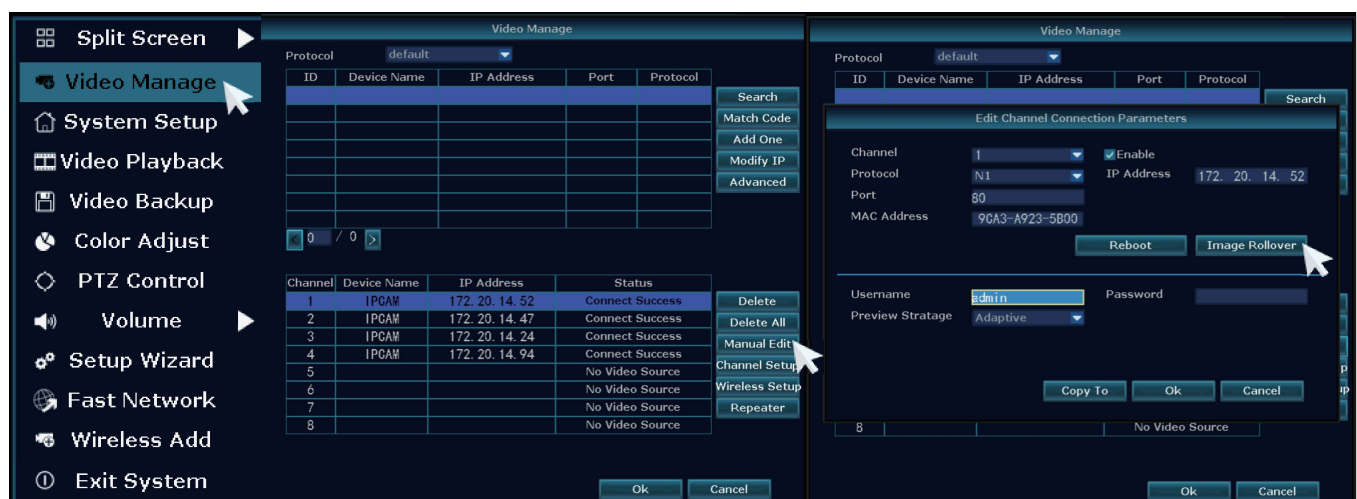 Split Screen
Video Manage
System Setup
Video Playback
Video Backup
Color Adjust
PTZ Control
Volume
Setup Wizard
Fast Network
Wireless Add
Exit System
Video Manage
Protocol default
ID Device Name IP Address Port Protocol
Search
Match Code
Add One
Modify IP
Advanced
0 / 0
Channel Device Name IP Address Status
1 IPCAM 172. 20. 14. 52 Connect Success Delete
2 IPCAM 172. 20. 14. 47 Connect Success Delete All
3 IPCAM 172. 20. 14. 24 Connect Success Manual Edit
4 IPCAM 172. 20. 14. 94 Connect Success
5 No Video Source Channel Setup
6 No Video Source Wireless Setup
7 No Video Source Repeater
8 No Video Source
Ok Cancel
Video Manage
Protocol default
ID Device Name IP Address Port Protocol
Search
Edit Channel Connection Parameters
Channel 1 Enable
Protocol N1 IP Address 172. 20. 14. 52
Port 80
MAC Address 9CA3-A923-5B00
Reboot Image Rollover
Username admin Password
Preview Stratage Adaptive
Copy To Ok Cancel
8 No Video Source
Ok Cancel